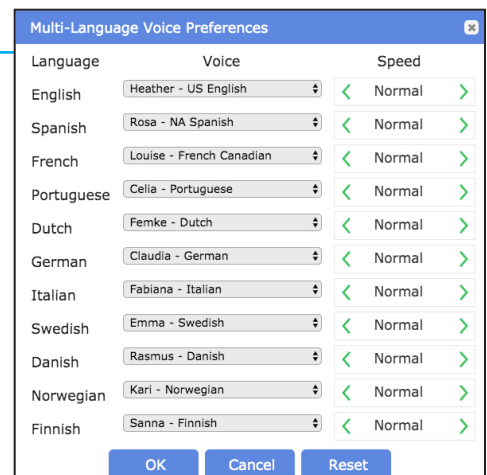 Multi-Language Voice Preferences
Language Voice Speed
English Heather - US English Normal
Spanish Rosa - NA Spanish Normal
French Louise - French Canadian Normal
Portuguese Celia - Portuguese Normal
Dutch Femke - Dutch Normal
German Claudia - German Normal
Italian Fabiana - Italian Normal
Swedish Emma - Swedish Normal
Danish Rasmus - Danish Normal
Norwegian Kari - Norwegian Normal
Finnish Sanna - Finnish Normal
OK Cancel Reset